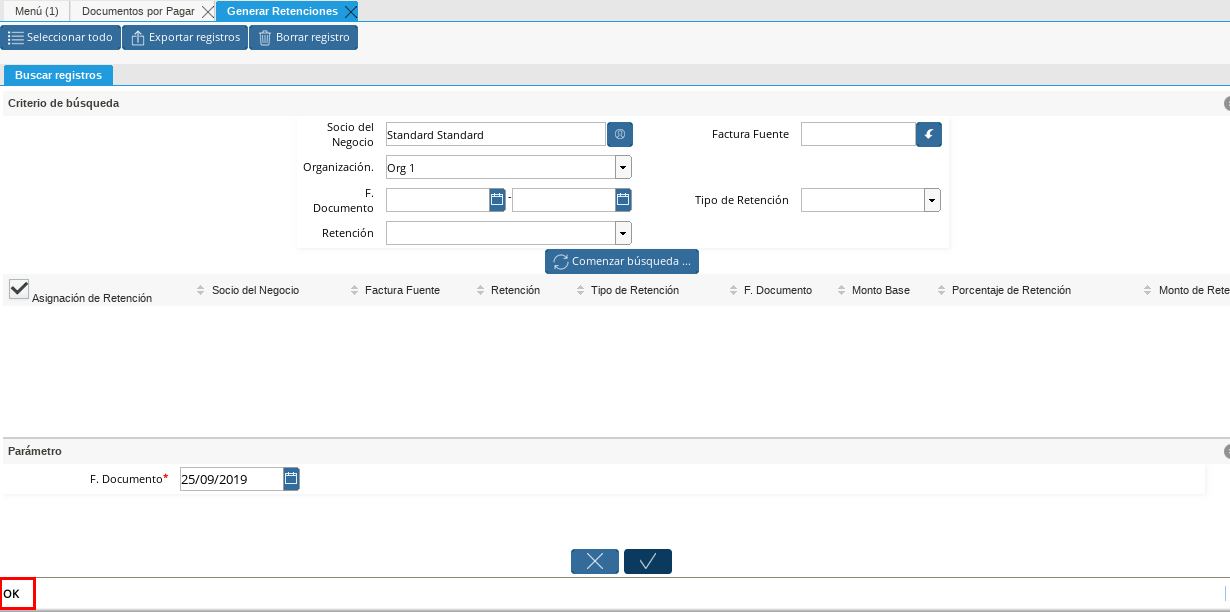 Menú (1) Documentos por Pagar Generar Retenciones
Seleccionar todo Exportar registros Borrar registro
Buscar registros
Criterio de búsqueda
Socio del Negocio Standard Standard Factura Fuente
Organización. Org 1
F. Documento - Tipo de Retención
Retención
Comenzar búsqueda ...
Asignación de Retención Socio del Negocio Factura Fuente Retención Tipo de Retención F. Documento Monto Base Porcentaje de Retención Monto de Rete
Parámetro
F. Documento* 25/09/2019
OK